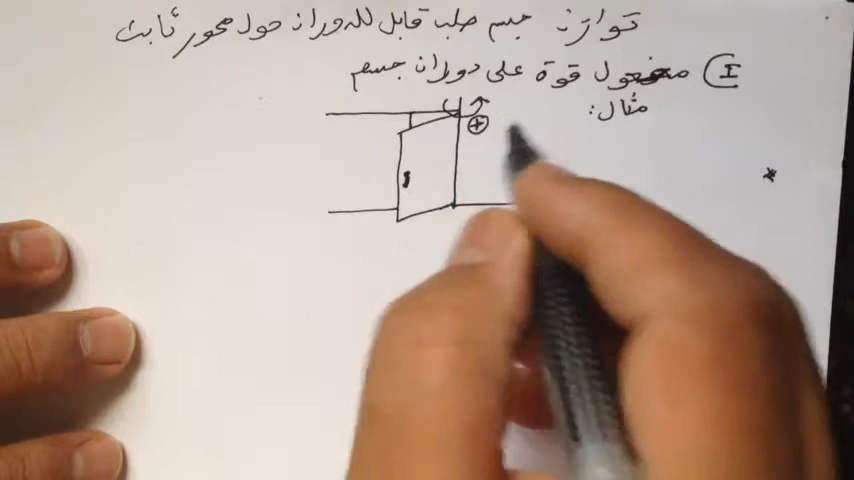 توازن جسم صلب قابل للدوران حول محور ثابت
I) مفعول قوة على دوران جسم
مثال:
+
*